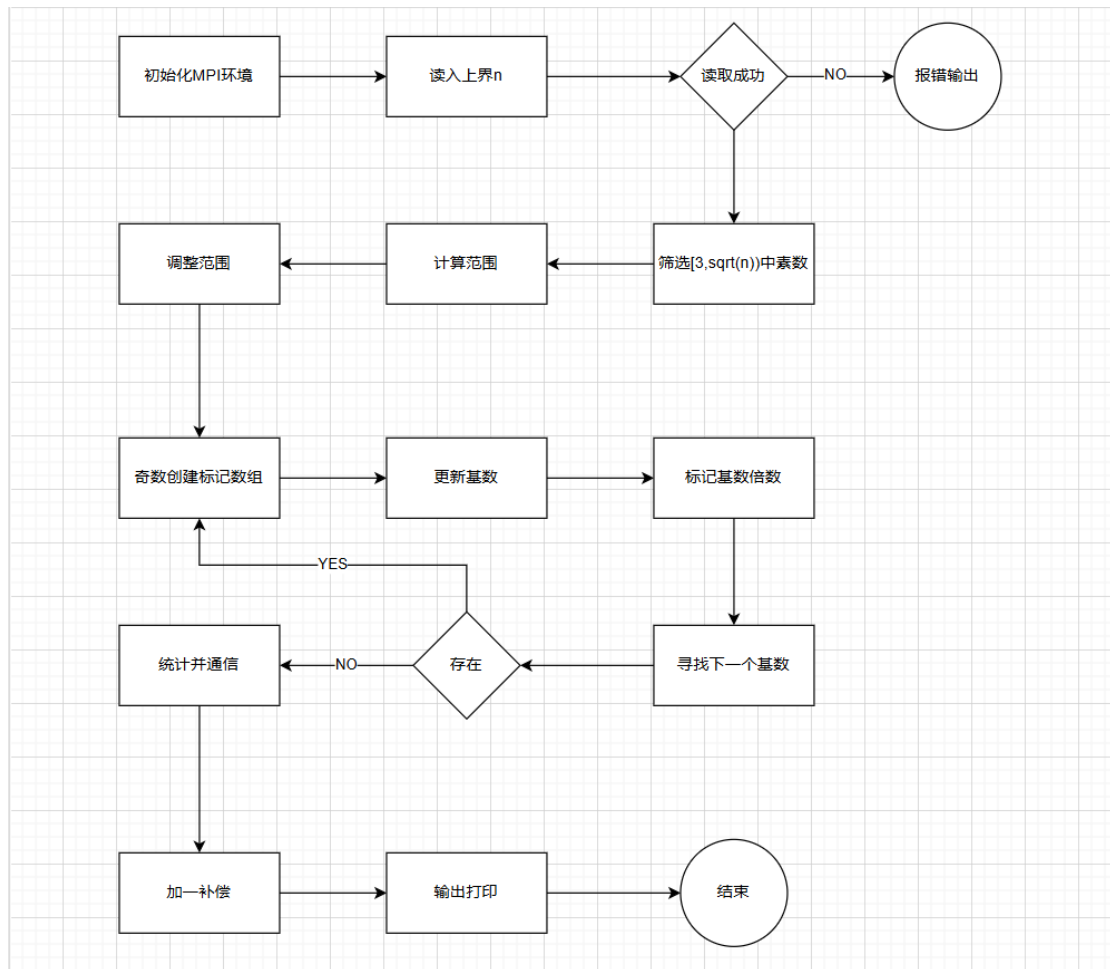 初始化MPI环境
读入上界n
读取成功
NO
报错输出
调整范围
计算范围
筛选[3,sqrt(n))中素数
奇数创建标记数组
更新基数
标记基数倍数
YES
统计并通信
NO
存在
寻找下一个基数
加一补偿
输出打印
结束